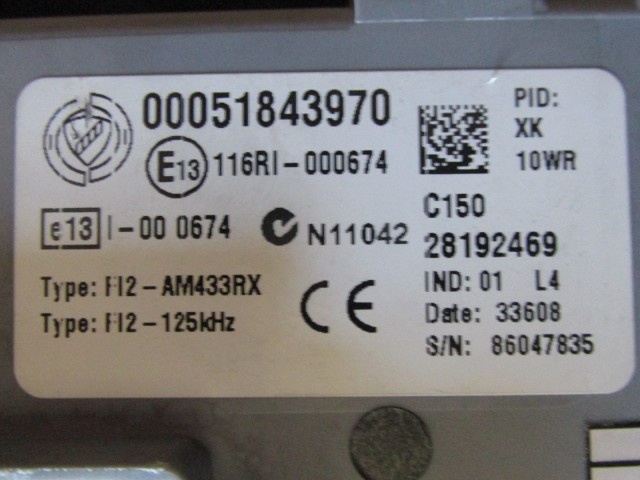 00051843970
E13 116RI-000674
e13 I-00 0674
N11042
Type: FI2-AM433RX
Type: FI2-125kHz
CE
PID:
XK
10WR
C150
28192469
IND: 01 L4
Date: 33608
S/N: 86047835